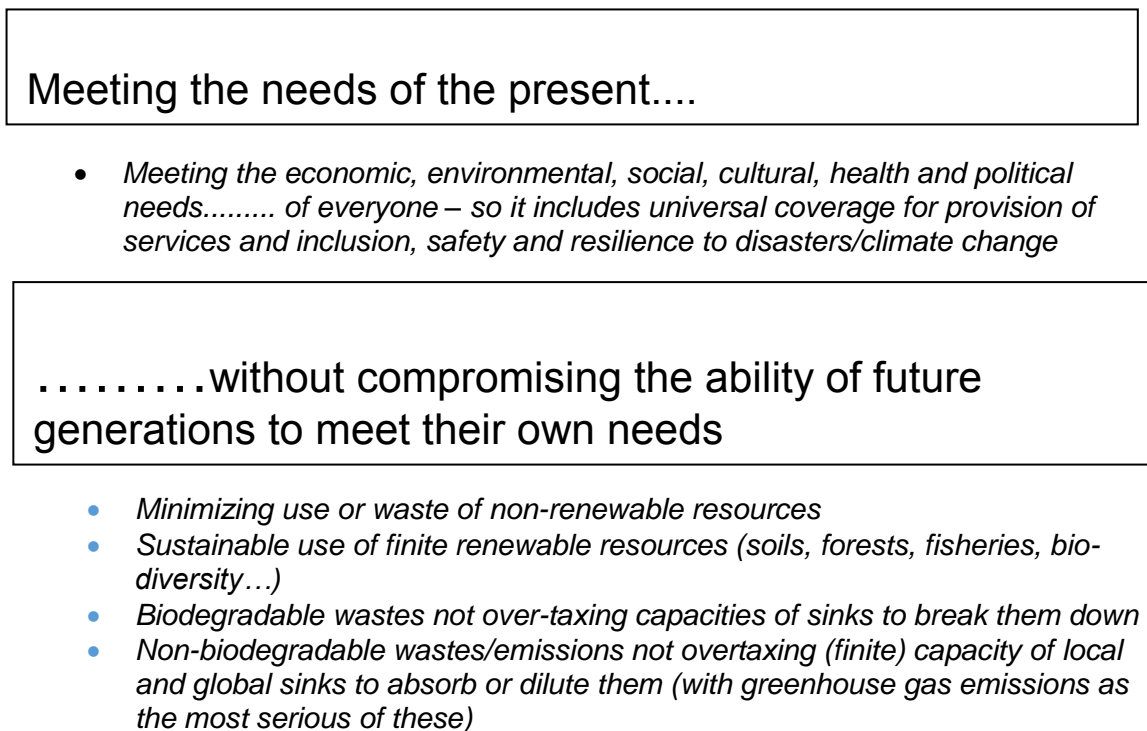 Meeting the needs of the present....
• Meeting the economic, environmental, social, cultural, health and political
needs......... of everyone – so it includes universal coverage for provision of
services and inclusion, safety and resilience to disasters/climate change
.........without compromising the ability of future
generations to meet their own needs
• Minimizing use or waste of non-renewable resources
• Sustainable use of finite renewable resources (soils, forests, fisheries, bio-
diversity…)
• Biodegradable wastes not over-taxing capacities of sinks to break them down
• Non-biodegradable wastes/emissions not overtaxing (finite) capacity of local
and global sinks to absorb or dilute them (with greenhouse gas emissions as
the most serious of these)